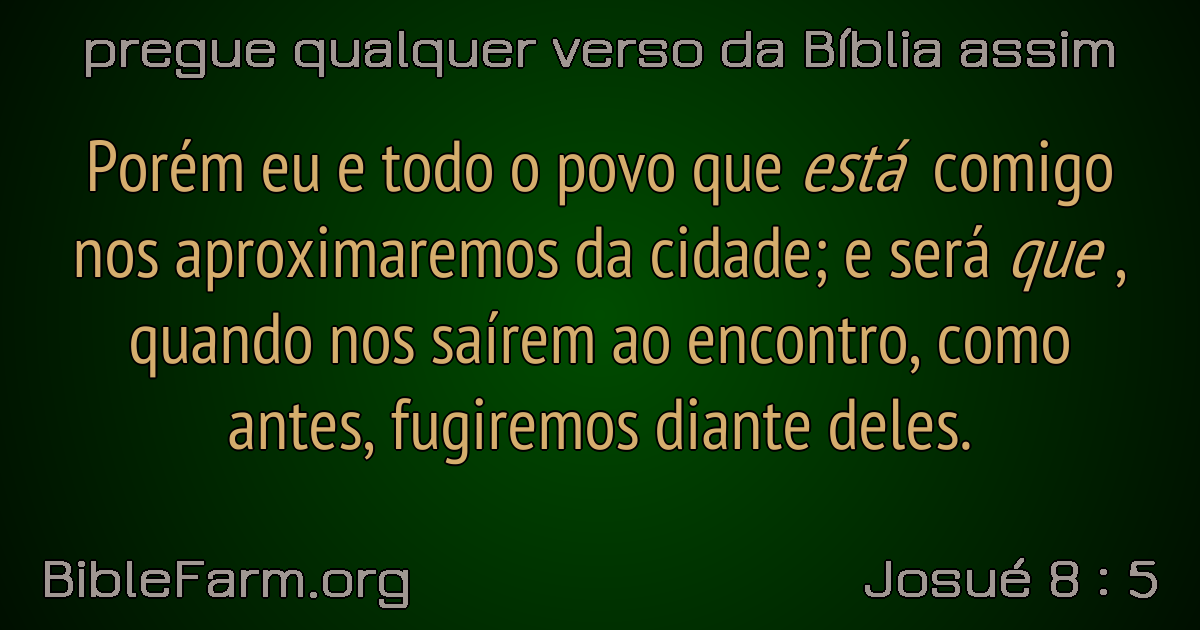 pregue qualquer verso da Bíblia assim
Porém eu e todo o povo que está comigo
nos aproximaremos da cidade; e será que ,
quando nos saírem ao encontro, como
antes, fugiremos diante deles.
BibleFarm.org
Josué 8 : 5